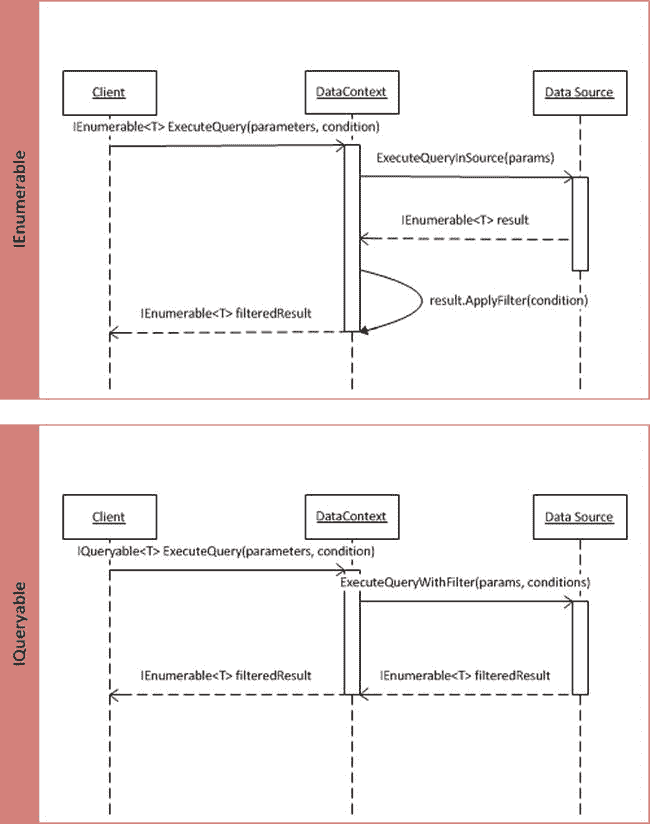 IEnumerable
Client
DataContext
Data Source
IEnumerable<T> ExecuteQuery(parameters, condition)
ExecuteQueryInSource(params)
IEnumerable<T> result
result.ApplyFilter(condition)
IEnumerable<T> filteredResult
IQueryable
Client
DataContext
Data Source
IQueryable<T> ExecuteQuery(parameters, condition)
ExecuteQueryWithFilter(params, conditions)
IEnumerable<T> filteredResult
IEnumerable<T> filteredResult